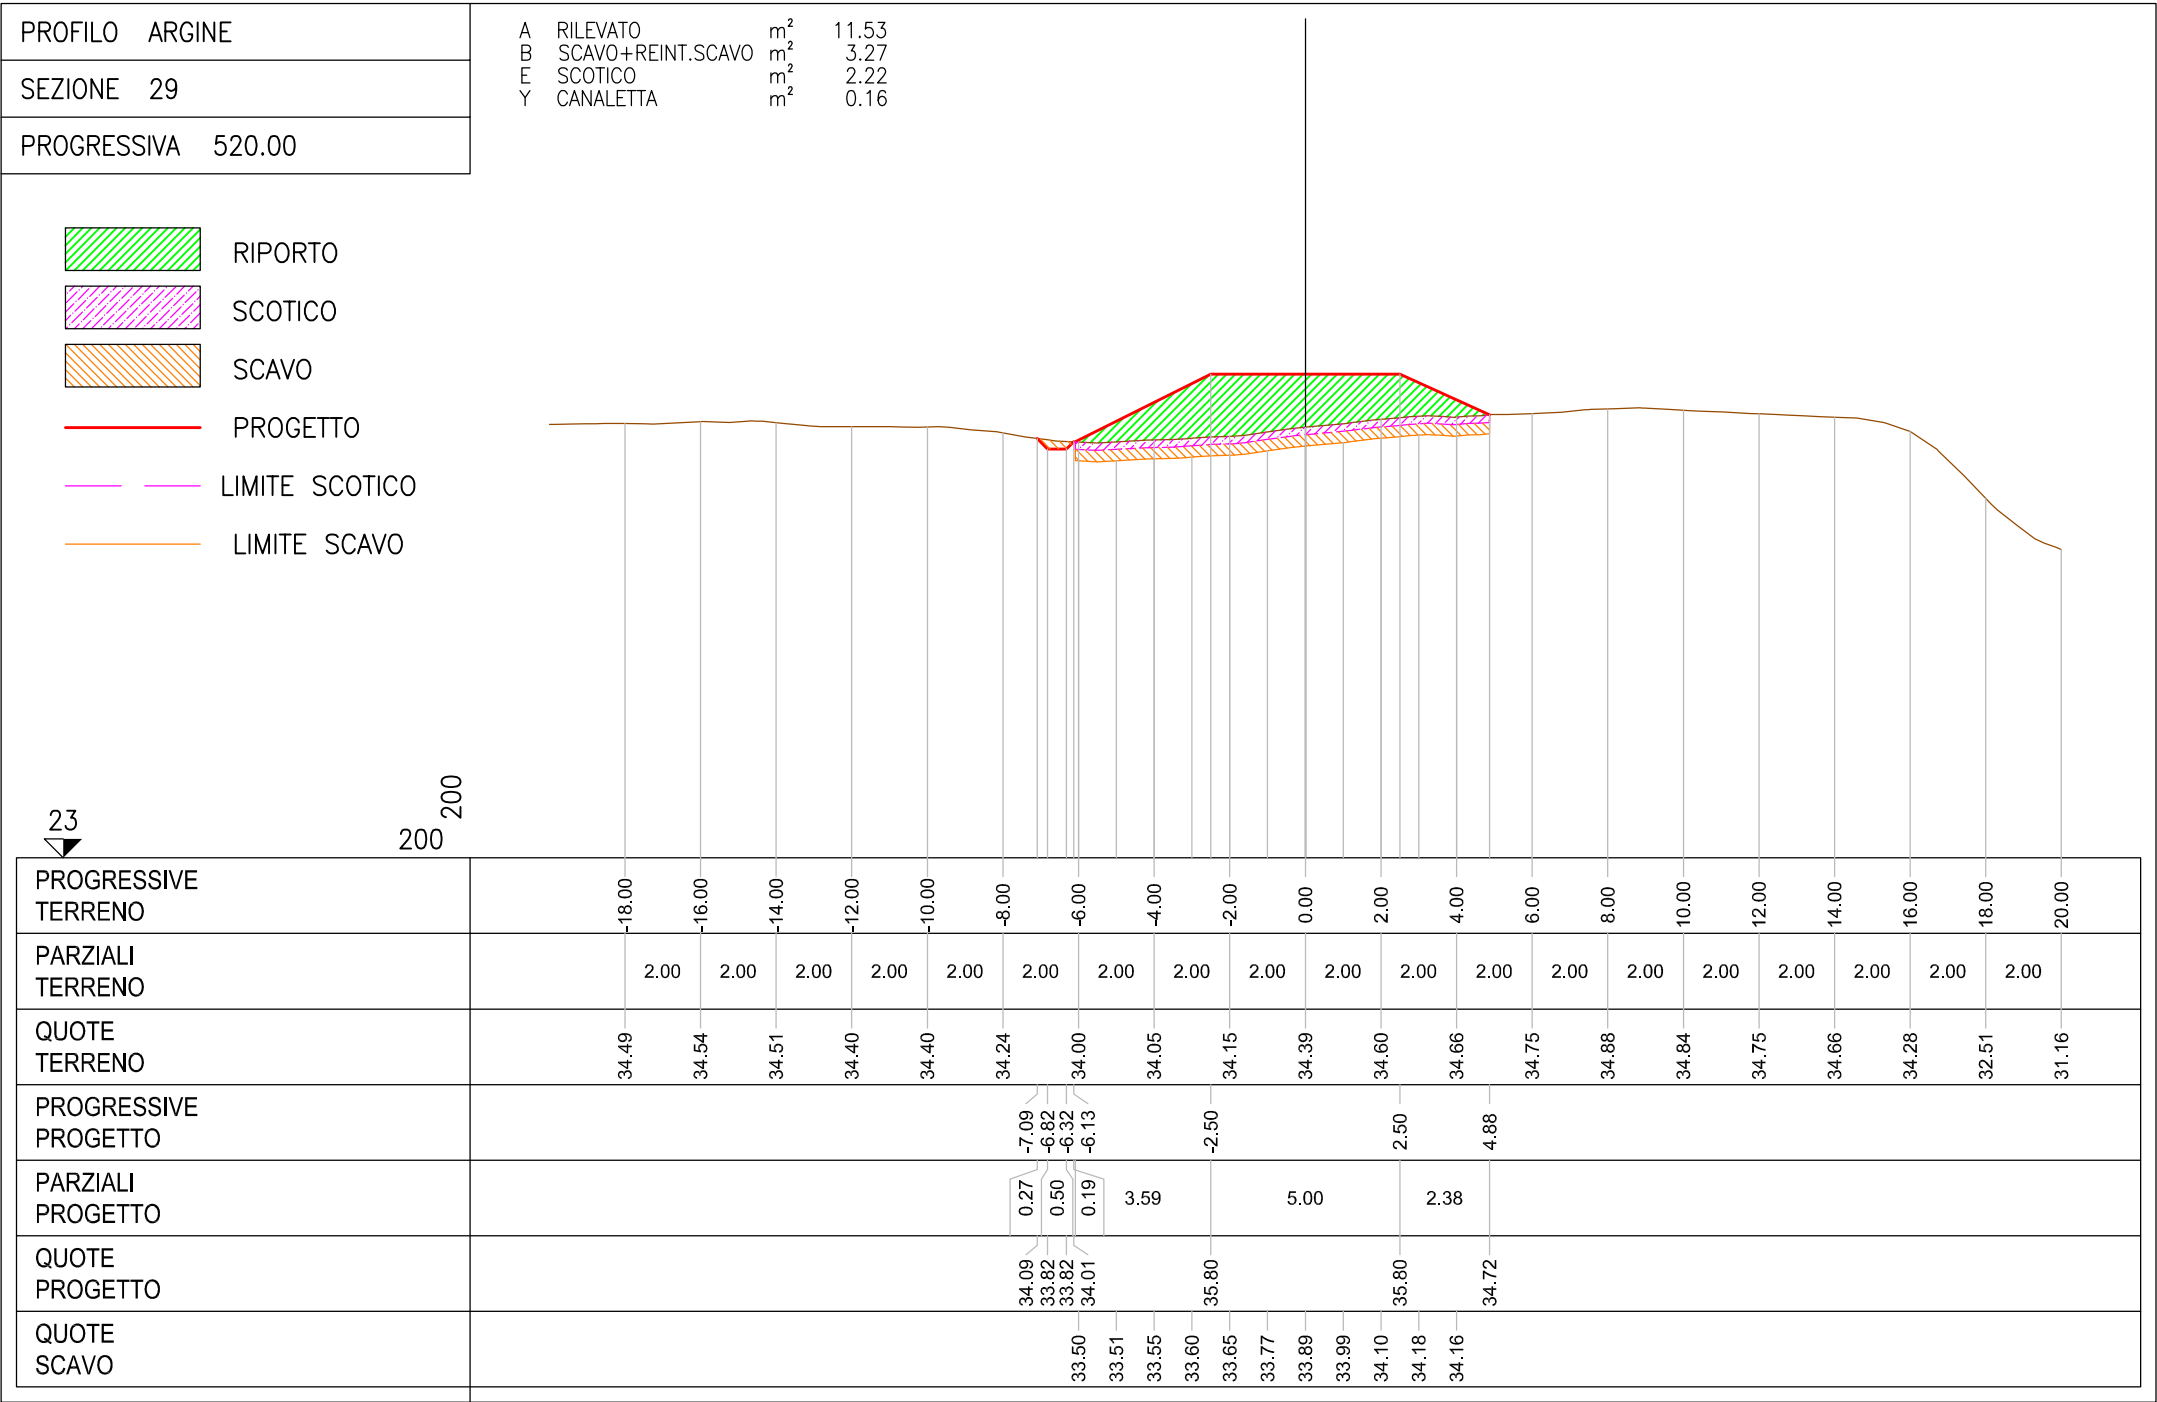 PROFILO ARGINE
SEZIONE 29
PROGRESSIVA 520.00
A RILEVATO m² 11.53
B SCAVO+REINT.SCAVO m² 3.27
E SCOTICO m² 2.22
Y CANALETTA m² 0.16
RIPORTO
SCOTICO
SCAVO
PROGETTO
LIMITE SCOTICO
LIMITE SCAVO
23
200
200
PROGRESSIVE
TERRENO
-18.00 -16.00 -14.00 -12.00 -10.00 -8.00 -6.00 -4.00 -2.00 0.00 2.00 4.00 6.00 8.00 10.00 12.00 14.00 16.00 18.00 20.00
PARZIALI
TERRENO
2.00 2.00 2.00 2.00 2.00 2.00 2.00 2.00 2.00 2.00 2.00 2.00 2.00 2.00 2.00 2.00 2.00 2.00 2.00
QUOTE
TERRENO
34.49 34.54 34.51 34.40 34.40 34.24 34.00 34.05 34.15 34.39 34.60 34.66 34.75 34.88 34.84 34.75 34.66 34.28 32.51 31.16
PROGRESSIVE
PROGETTO
-7.09 -6.82 -6.32 -6.13 -2.50 2.50 4.88
PARZIALI
PROGETTO
0.27 0.50 0.19 3.59 5.00 2.38
QUOTE
PROGETTO
34.09 33.82 33.82 34.01 35.80 35.80 34.72
QUOTE
SCAVO
33.50 33.51 33.55 33.60 33.65 33.77 33.89 33.99 34.10 34.18 34.16